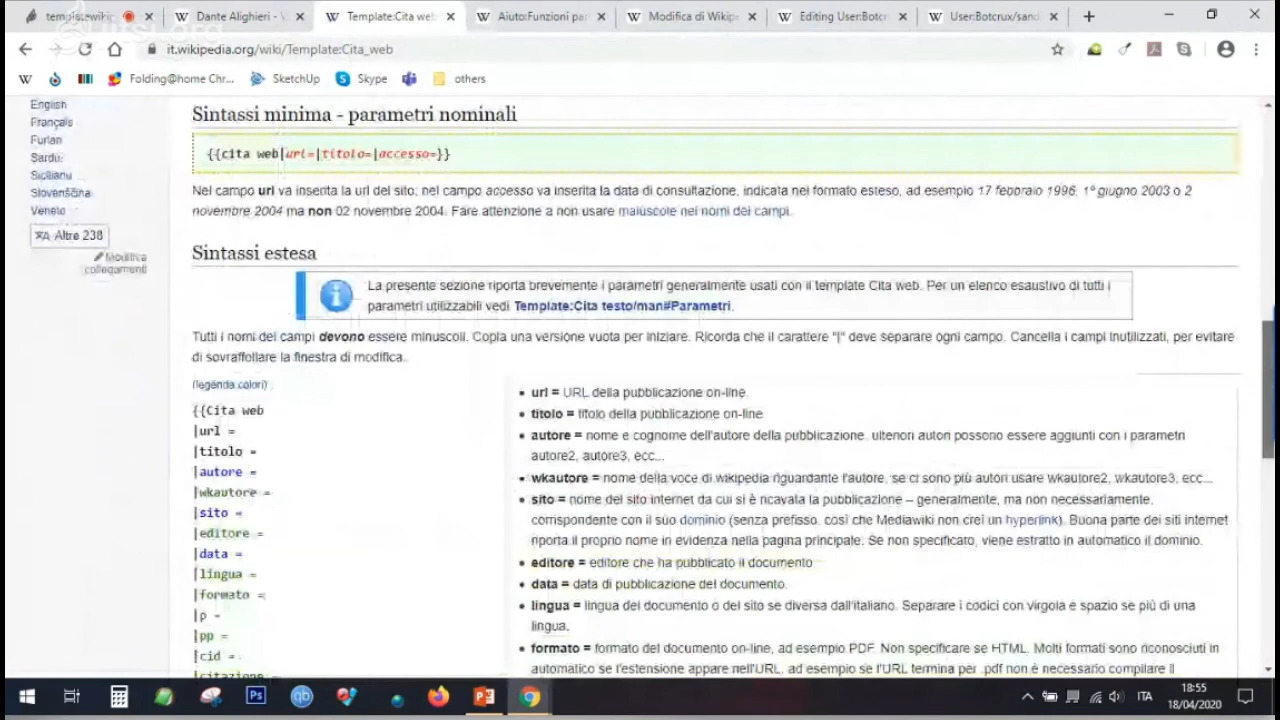 templatewiki
Dante Alighieri - W
Template:Cita web
Aiuto:Funzioni pa
Modifica di Wikip
Editing User:Botcr
User:Botcrux/sand
it.wikipedia.org/wiki/Template:Cita_web
Folding@home Chr...
SketchUp
Skype
others
English
Français
Furlan
Sardu
Sicilianu
Slovenščina
Veneto
Altre 238
Modifica
collegamenti
Sintassi minima - parametri nominali
{{cita web|url=|titolo=|accesso=}}
Nel campo url va inserita la url del sito; nel campo accesso va inserita la data di consultazione, indicata nel formato esteso, ad esempio 17 febbraio 1996, 1º giugno 2003 o 2
novembre 2004 ma non 02 novembre 2004. Fare attenzione a non usare maiuscole nei nomi dei campi.
Sintassi estesa
La presente sezione riporta brevemente i parametri generalmente usati con il template Cita web. Per un elenco esaustivo di tutti i
parametri utilizzabili vedi Template:Cita testo/man#Parametri.
Tutti i nomi dei campi devono essere minuscoli. Copia una versione vuota per iniziare. Ricorda che il carattere "|" deve separare ogni campo. Cancella i campi inutilizzati, per evitare
di sovraffollare la finestra di modifica.
(legenda colori)
{{Cita web
|url =
|titolo =
|autore =
|wkautore =
|sito =
|editore =
|data =
|lingua =
|formato =
|p =
|pp =
|cid =
|citazione
url = URL della pubblicazione on-line.
titolo = titolo della pubblicazione on-line
autore = nome e cognome dell'autore della pubblicazione, ulteriori autori possono essere aggiunti con i parametri
autore2, autore3, ecc...
wkautore = nome della voce di wikipedia riguardante l'autore, se ci sono più autori usare wkautore2, wkautore3, ecc...
sito = nome del sito internet da cui si è ricavata la pubblicazione – generalmente, ma non necessariamente,
corrispondente con il suo dominio (senza prefisso, così che Mediawiki non crei un hyperlink). Buona parte dei siti internet
riporta il proprio nome in evidenza nella pagina principale. Se non specificato, viene estratto in automatico il dominio.
editore = editore che ha pubblicato il documento
data = data di pubblicazione del documento.
lingua = lingua del documento o del sito se diversa dall'italiano. Separare i codici con virgola e spazio se più di una
lingua.
formato = formato del documento on-line, ad esempio PDF. Non specificare se HTML. Molti formati sono riconosciuti in
automatico se l'estensione appare nell'URL, ad esempio se l'URL termina per .pdf non è necessario compilare il
ITA
18:55
18/04/2020